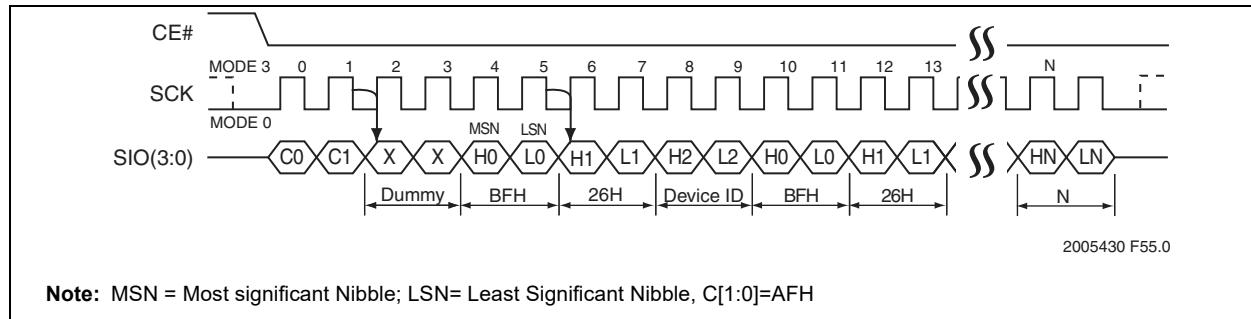 CE#
MODE 3 0 1 2 3 4 5 6 7 8 9 10 11 12 13 N
SCK
MODE 0
MSN LSN
SIO(3:0) C0 C1 X X H0 L0 H1 L1 H2 L2 H0 L0 H1 L1 HN LN
Dummy BFH 26H Device ID BFH 26H N
2005430 F55.0
Note: MSN = Most significant Nibble; LSN= Least Significant Nibble, C[1:0]=AFH